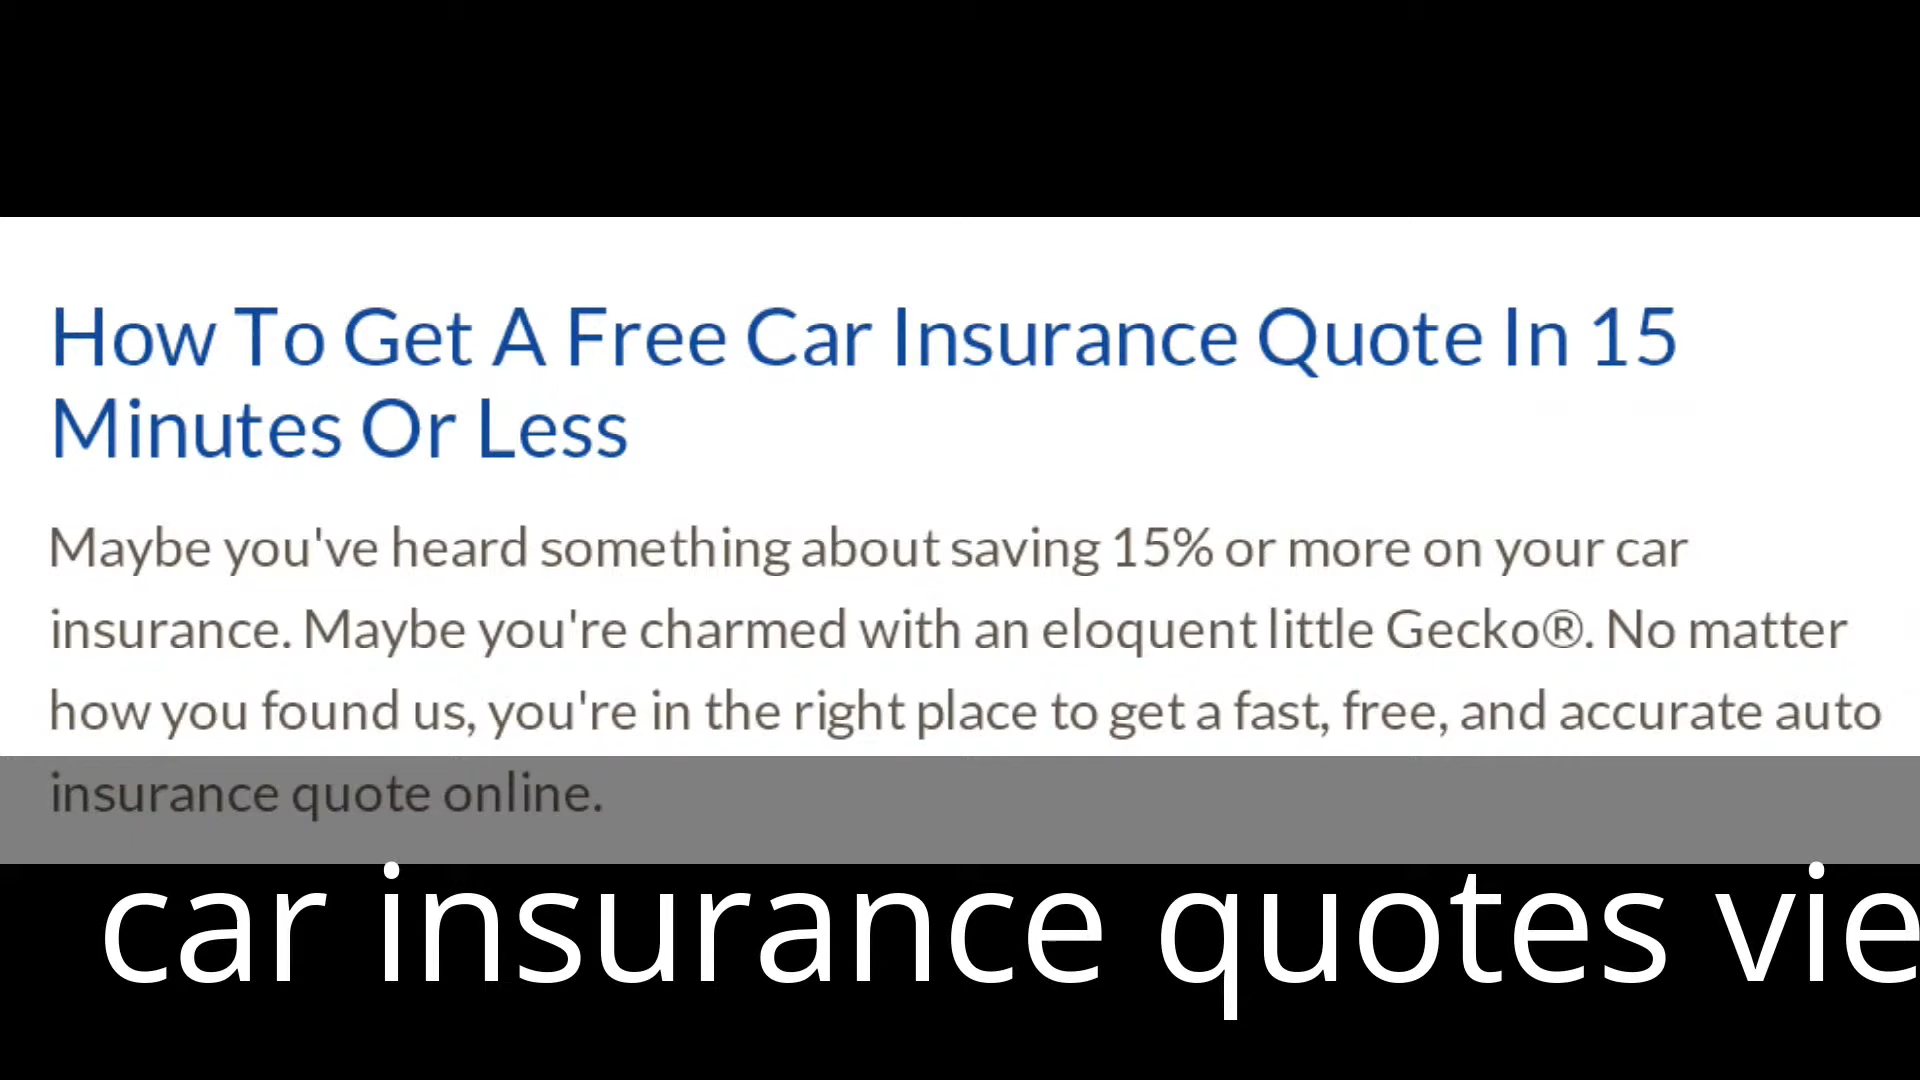 How To Get A Free Car Insurance Quote In 15
Minutes Or Less
Maybe you've heard something about saving 15% or more on your car
insurance. Maybe you're charmed with an eloquent little Gecko®. No matter
how you found us, you're in the right place to get a fast, free, and accurate auto
insurance quote online.
car insurance quotes vie